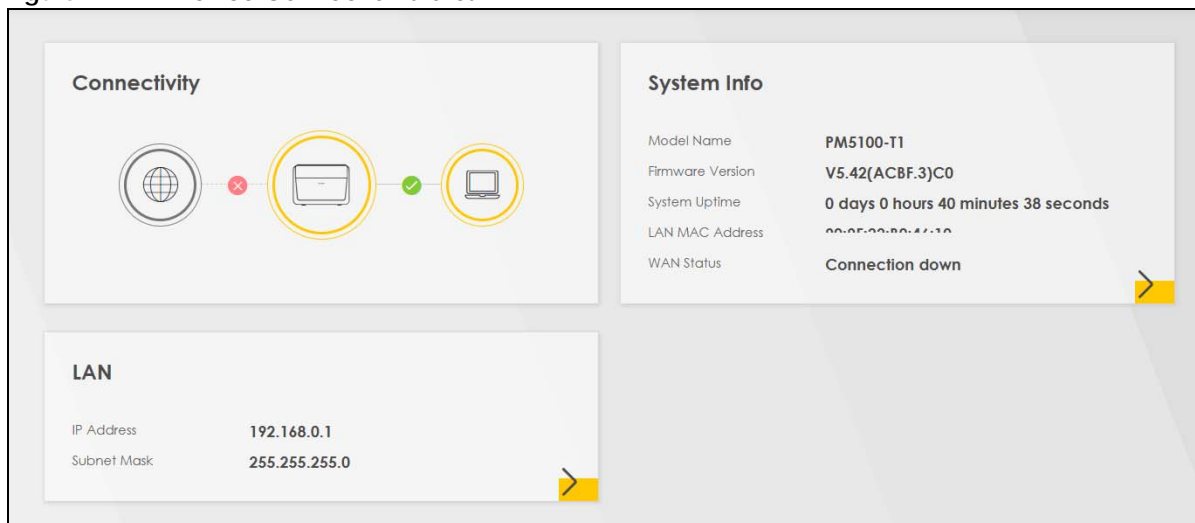 Connectivity
System Info
Model Name PM5100-T1
Firmware Version V5.42(ACBF.3)C0
System Uptime 0 days 0 hours 40 minutes 38 seconds
LAN MAC Address
WAN Status Connection down
LAN
IP Address 192.168.0.1
Subnet Mask 255.255.255.0